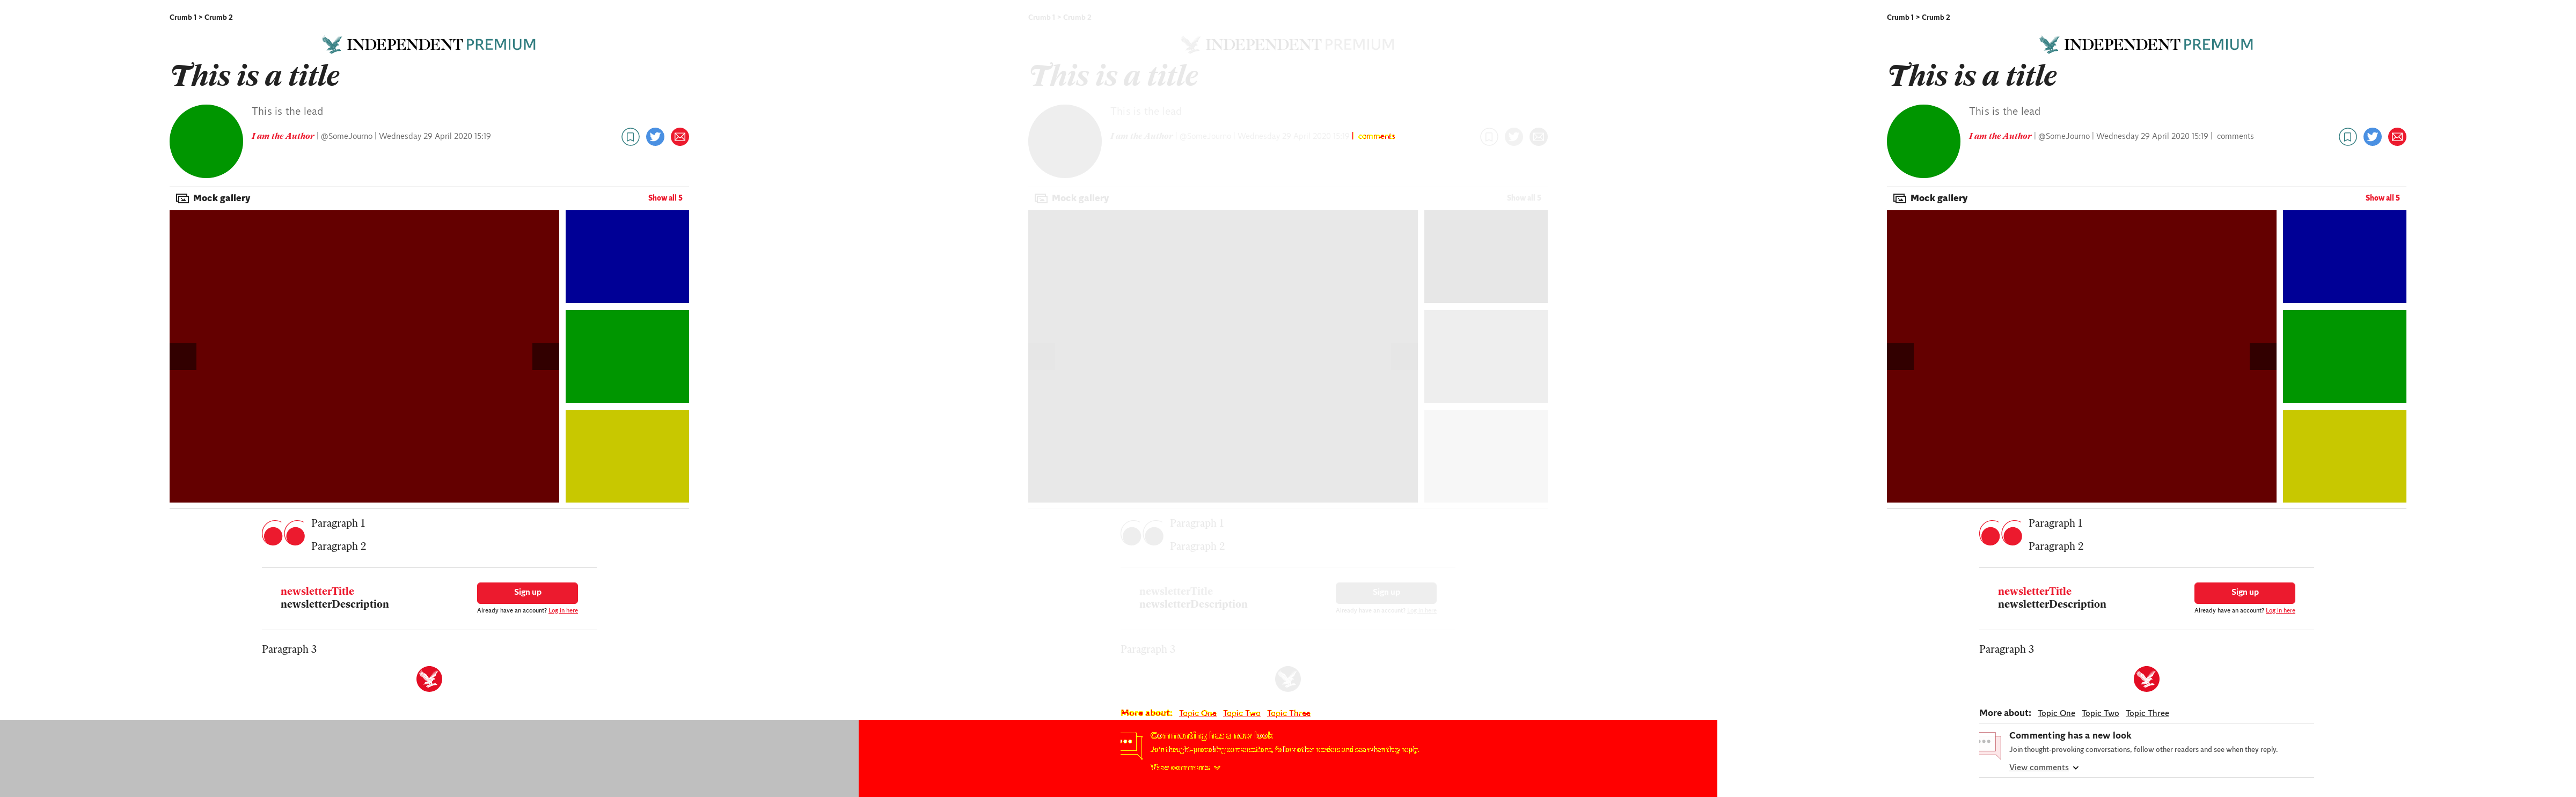 Crumb 1 > Crumb 2
INDEPENDENT PREMIUM
This is a title
This is the lead
I am the Author | @SomeJourno | Wednesday 29 April 2020 15:19
Mock gallery
Show all 5
Paragraph 1
Paragraph 2
newsletterTitle
newsletterDescription
Sign up
Already have an account? Log in here
Paragraph 3
Crumb 1 > Crumb 2
INDEPENDENT PREMIUM
This is a title
This is the lead
I am the Author | @SomeJourno | Wednesday 29 April 2020 15:19 | comments
Mock gallery
Show all 5
Paragraph 1
Paragraph 2
newsletterTitle
newsletterDescription
Sign up
Already have an account? Log in here
Paragraph 3
More about: Topic One Topic Two Topic Three
Commenting has a new look
Join thought-provoking conversations, follow other readers and see when they reply.
View comments
Crumb 1 > Crumb 2
INDEPENDENT PREMIUM
This is a title
This is the lead
I am the Author | @SomeJourno | Wednesday 29 April 2020 15:19 | comments
Mock gallery
Show all 5
Paragraph 1
Paragraph 2
newsletterTitle
newsletterDescription
Sign up
Already have an account? Log in here
Paragraph 3
More about: Topic One Topic Two Topic Three
Commenting has a new look
Join thought-provoking conversations, follow other readers and see when they reply.
View comments